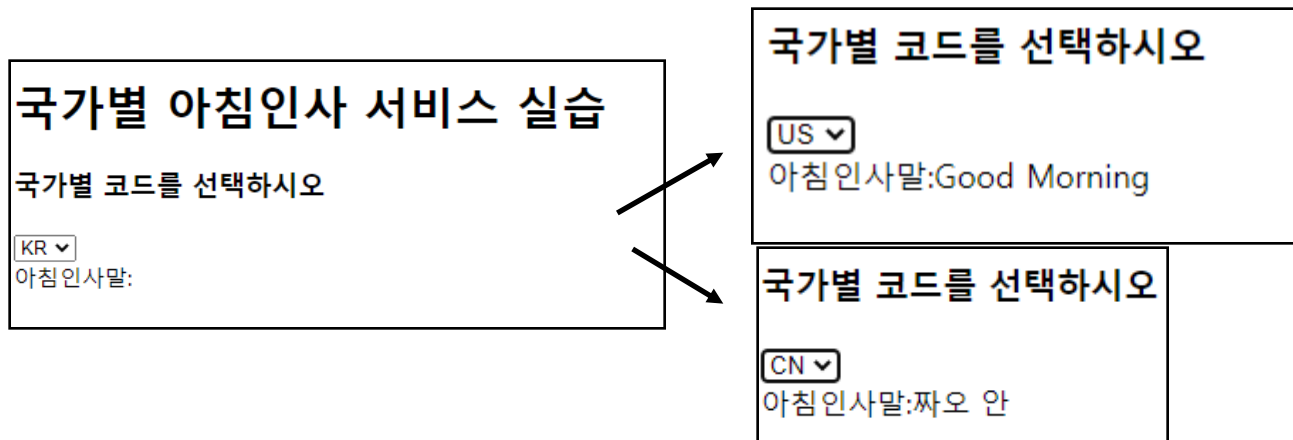 국가별 아침인사 서비스 실습
국가별 코드를 선택하시오
KR
아침인사말:
국가별 코드를 선택하시오
US
아침인사말:Good Morning
국가별 코드를 선택하시오
CN
아침인사말:짜오 안